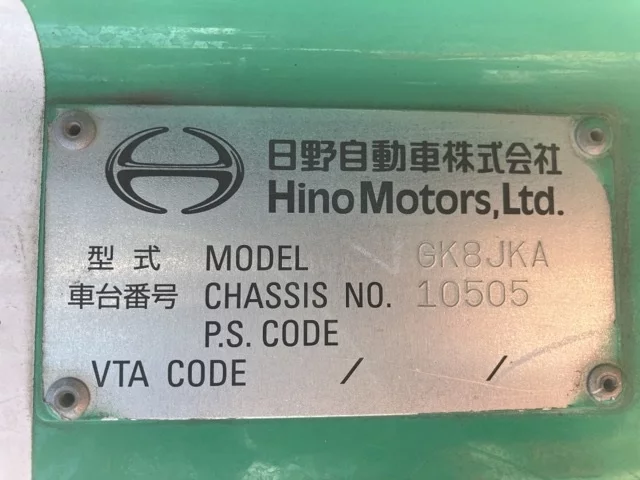 日野自動車株式会社
Hino Motors, Ltd.
型式 MODEL GK8JKA
車台番号 CHASSIS NO. 10505
P.S. CODE
VTA CODE / /